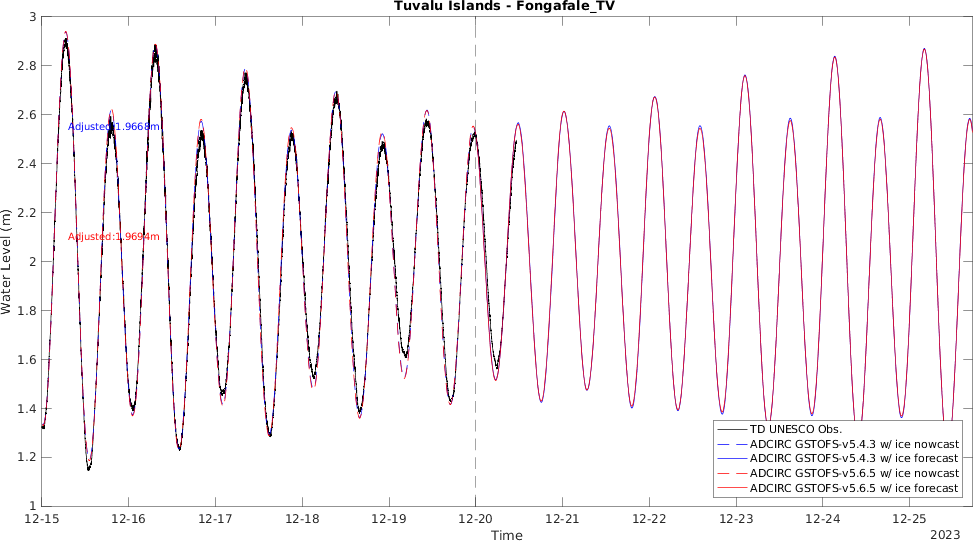 Tuvalu Islands - Fongafale_TV
3
2.8
2.6
2.4
2.2
2
1.8
1.6
1.4
1.2
1
Water Level (m)
Adjusted:1.9668m
Adjusted:1.9694m
TD UNESCO Obs.
ADCIRC GSTOFS-v5.4.3 w/ ice nowcast
ADCIRC GSTOFS-v5.4.3 w/ ice forecast
ADCIRC GSTOFS-v5.6.5 w/ ice nowcast
ADCIRC GSTOFS-v5.6.5 w/ ice forecast
12-15 12-16 12-17 12-18 12-19 12-20 12-21 12-22 12-23 12-24 12-25
Time
2023